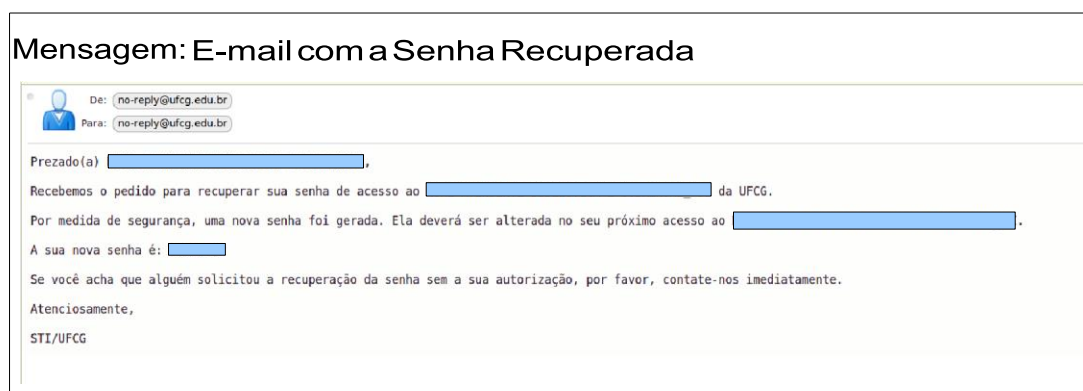 Mensagem: E-mail com a Senha Recuperada
De: no-reply@ufcg.edu.br
Para: no-reply@ufcg.edu.br
Prezado(a) ,
Recebemos o pedido para recuperar sua senha de acesso ao da UFCG.
Por medida de segurança, uma nova senha foi gerada. Ela deverá ser alterada no seu próximo acesso ao .
A sua nova senha é:
Se você acha que alguém solicitou a recuperação da senha sem a sua autorização, por favor, contate-nos imediatamente.
Atenciosamente,
STI/UFCG